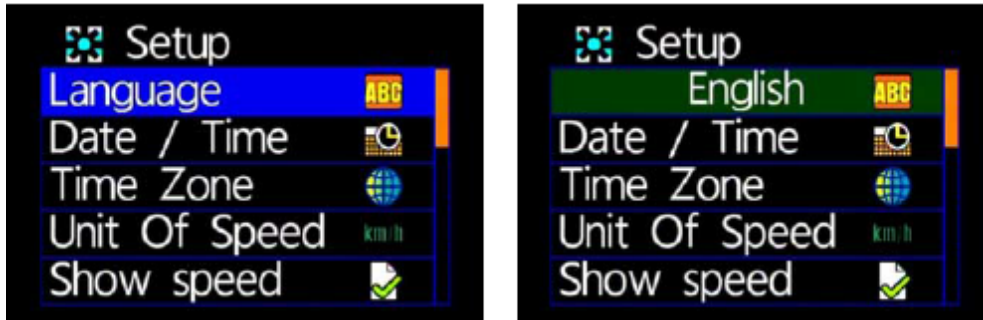 Setup
Language ABC
Date / Time
Time Zone
Unit Of Speed km/h
Show speed
Setup
English ABC
Date / Time
Time Zone
Unit Of Speed km/h
Show speed